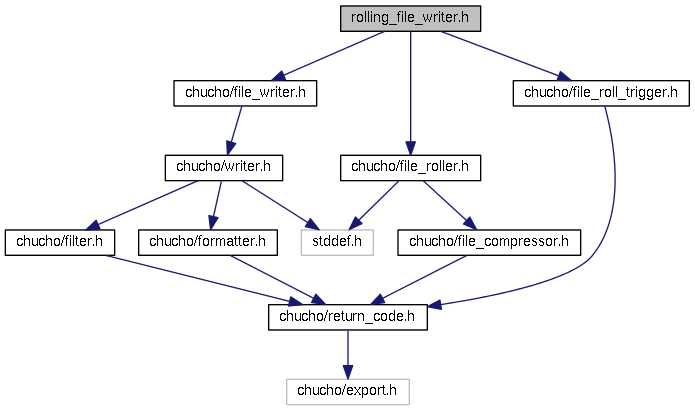 rolling_file_writer.h
chucho/file_writer.h
chucho/file_roll_trigger.h
chucho/writer.h
chucho/file_roller.h
chucho/filter.h
chucho/formatter.h
stddef.h
chucho/file_compressor.h
chucho/return_code.h
chucho/export.h